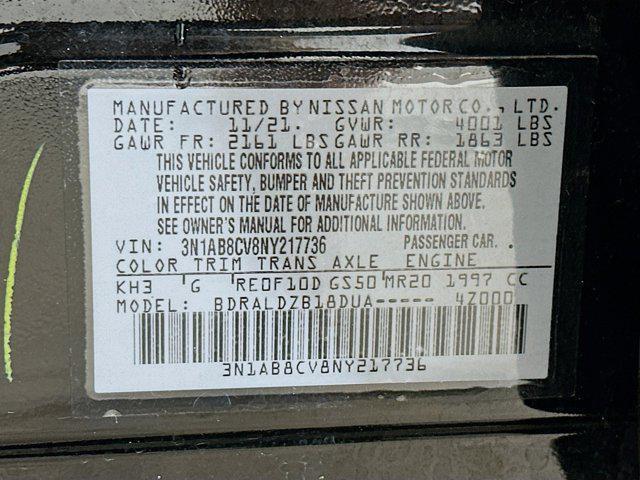 MANUFACTURED BY NISSAN MOTOR CO., LTD.
DATE: 11/21. GVWR: 4001 LBS
GAWR FR: 2161 LBS GAWR RR: 1863 LBS
THIS VEHICLE CONFORMS TO ALL APPLICABLE FEDERAL MOTOR
VEHICLE SAFETY, BUMPER AND THEFT PREVENTION STANDARDS
IN EFFECT ON THE DATE OF MANUFACTURE SHOWN ABOVE.
SEE OWNER'S MANUAL FOR ADDITIONAL INFORMATION.
VIN: 3N1AB8CV8NY217736 PASSENGER CAR.
COLOR TRIM TRANS AXLE ENGINE
KH3 G RE0F10D GS50 MR20 1997 CC
MODEL: BDRALDZB18DUA----- 4Z000
3N1AB8CV8NY217736